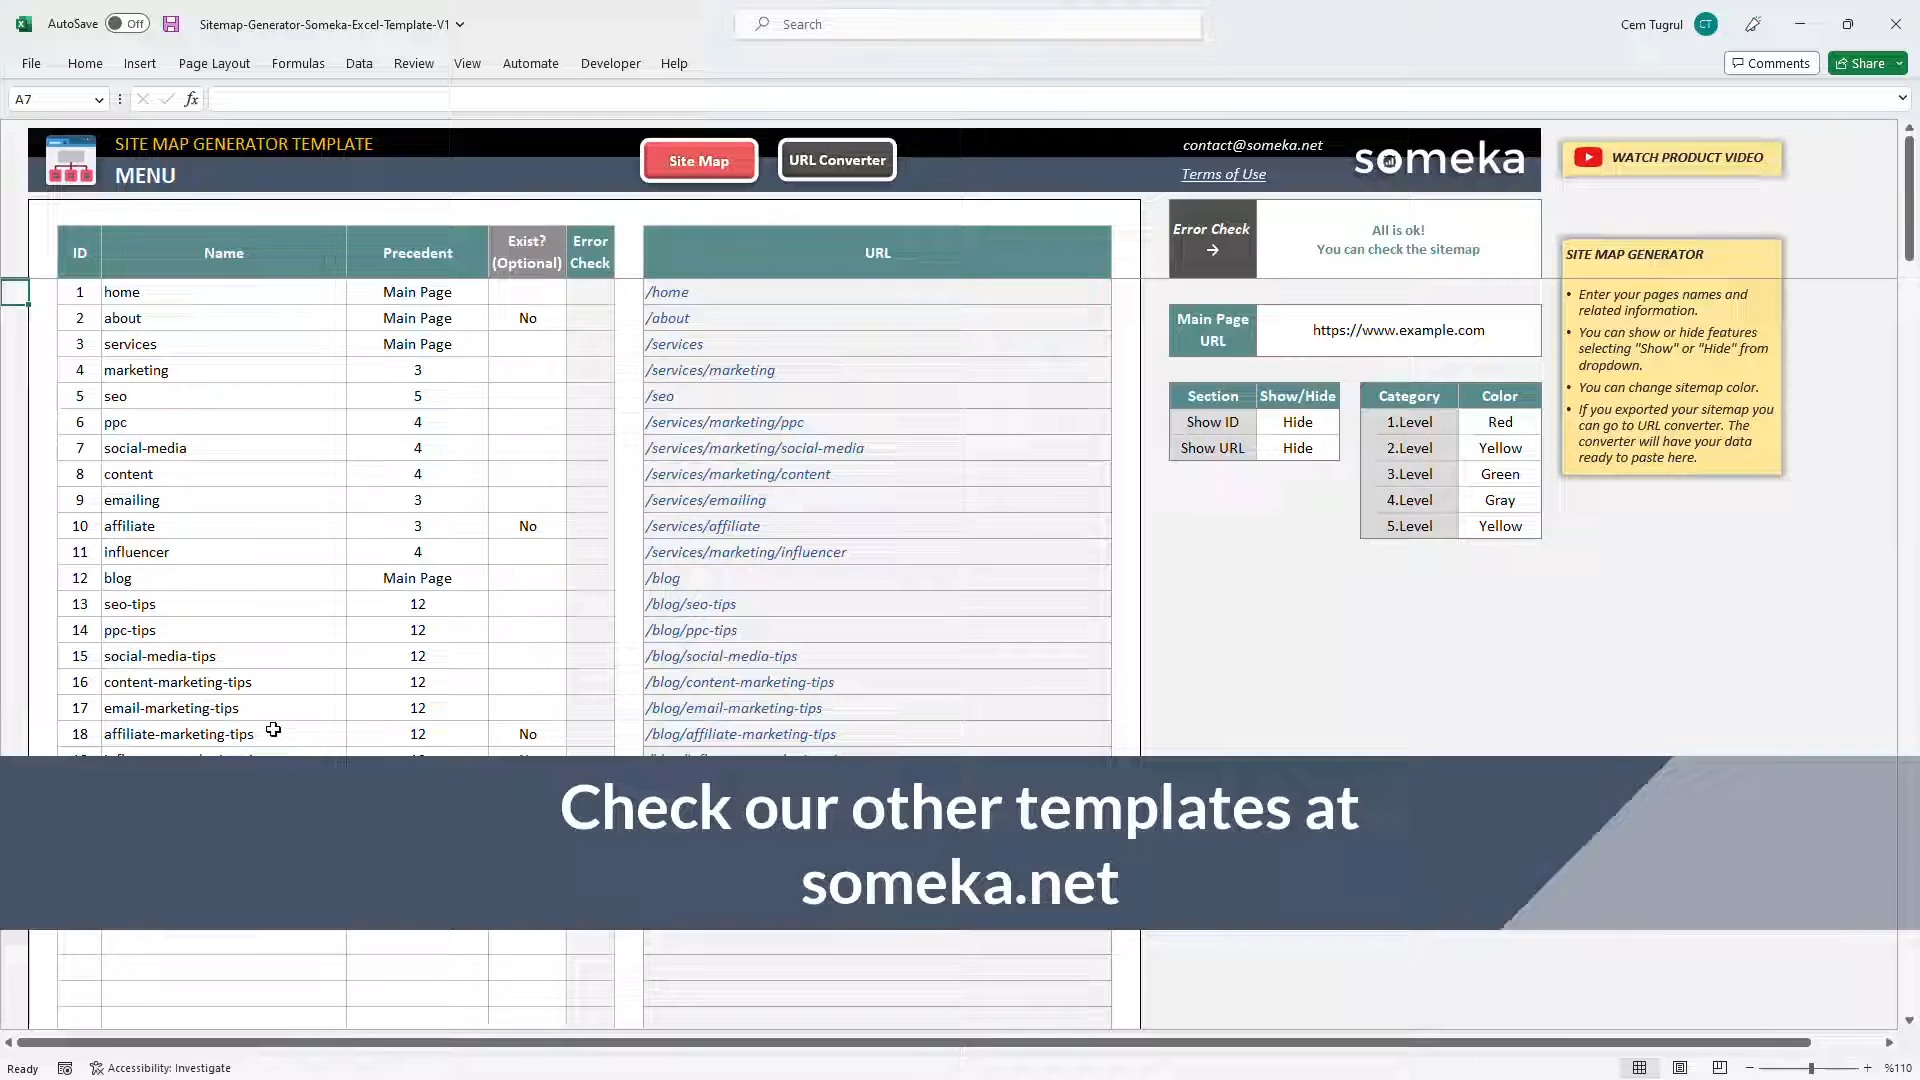 AutoSave Off Sitemap-Generator-Someka-Excel-Template-V1 Search Cem Tugrul CT
File Home Insert Page Layout Formulas Data Review View Automate Developer Help Comments Share
A7 fx
SITE MAP GENERATOR TEMPLATE
MENU
Site Map URL Converter
contact@someka.net
Terms of Use
someka
WATCH PRODUCT VIDEO
ID Name Precedent Exist? (Optional) Error Check URL
1 home Main Page /home
2 about Main Page No /about
3 services Main Page /services
4 marketing 3 /services/marketing
5 seo 5 /seo
6 ppc 4 /services/marketing/ppc
7 social-media 4 /services/marketing/social-media
8 content 4 /services/marketing/content
9 emailing 3 /services/emailing
10 affiliate 3 No /services/affiliate
11 influencer 4 /services/marketing/influencer
12 blog Main Page /blog
13 seo-tips 12 /blog/seo-tips
14 ppc-tips 12 /blog/ppc-tips
15 social-media-tips 12 /blog/social-media-tips
16 content-marketing-tips 12 /blog/content-marketing-tips
17 email-marketing-tips 12 /blog/email-marketing-tips
18 affiliate-marketing-tips 12 No /blog/affiliate-marketing-tips
Error Check
All is ok!
You can check the sitemap
Main Page
URL
https://www.example.com
Section Show/Hide
Show ID Hide
Show URL Hide
Category Color
1.Level Red
2.Level Yellow
3.Level Green
4.Level Gray
5.Level Yellow
SITE MAP GENERATOR
• Enter your pages names and
related information.
• You can show or hide features
selecting "Show" or "Hide" from
dropdown.
• You can change sitemap color.
• If you exported your sitemap you
can go to URL converter. The
converter will have your data
ready to paste here.
Check our other templates at
someka.net
Ready Accessibility: Investigate %110